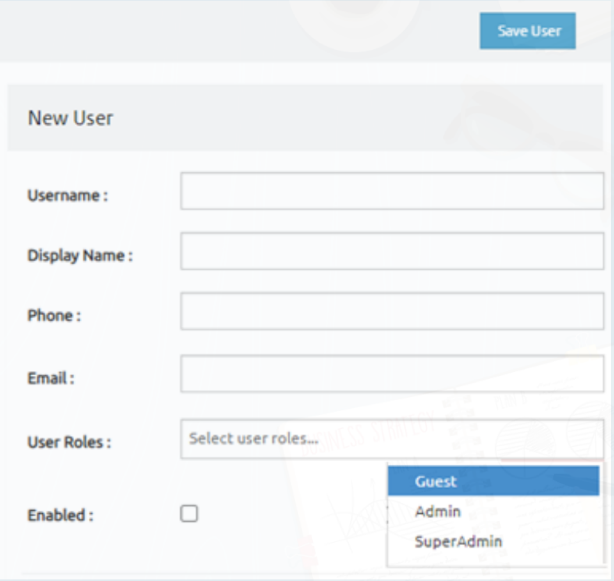 Save User
New User
Username :
Display Name :
Phone :
Email :
User Roles : Select user roles...
Guest
Admin
Enabled :
SuperAdmin